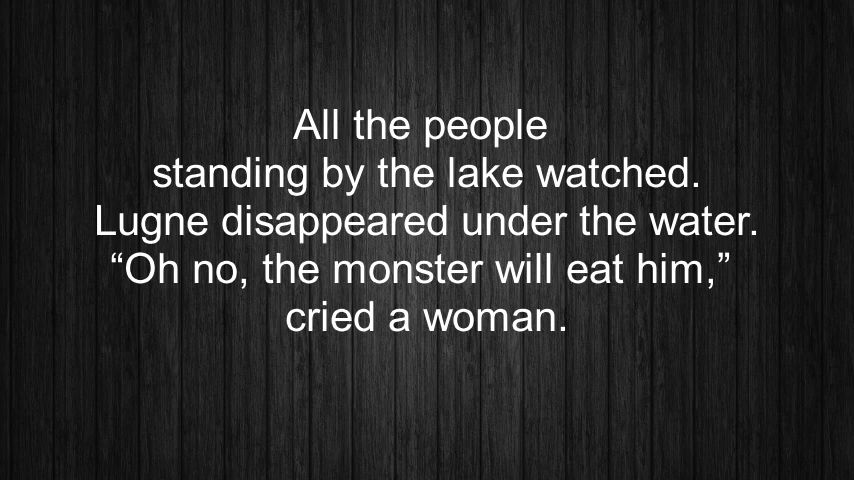 All the people
standing by the lake watched.
Lugne disappeared under the water.
“Oh no, the monster will eat him,”
cried a woman.